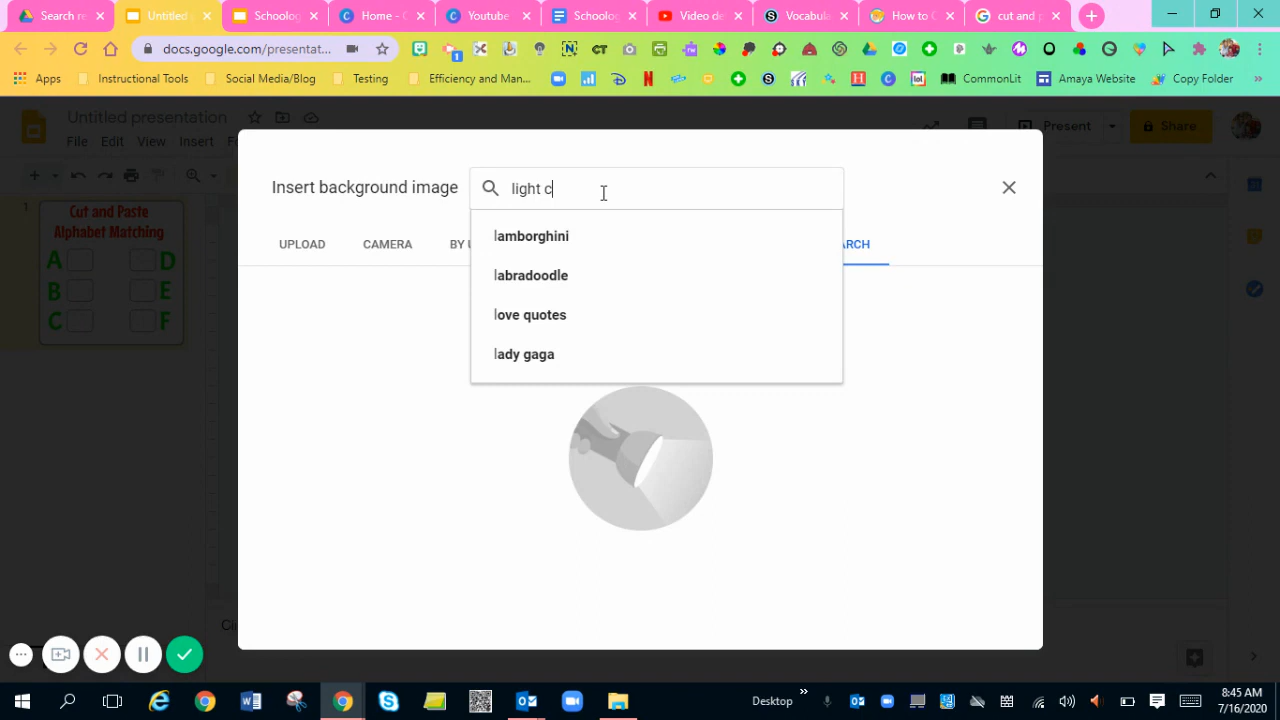 Search re
Untitled p
Schoolog
Home - C
Youtube
Schoolog
Video de
Vocabula
How to C
cut and p
docs.google.com/presentat...
Apps
Instructional Tools
Social Media/Blog
Testing
Efficiency and Man...
CommonLit
Amaya Website
Copy Folder
Untitled presentation
File Edit View Insert
Present
Share
Insert background image
light c
UPLOAD
CAMERA
BY U
ARCH
lamborghini
labradoodle
love quotes
lady gaga
1
Cut and Paste
Alphabet Matching
A D
B E
C F
Desktop
8:45 AM
7/16/2020